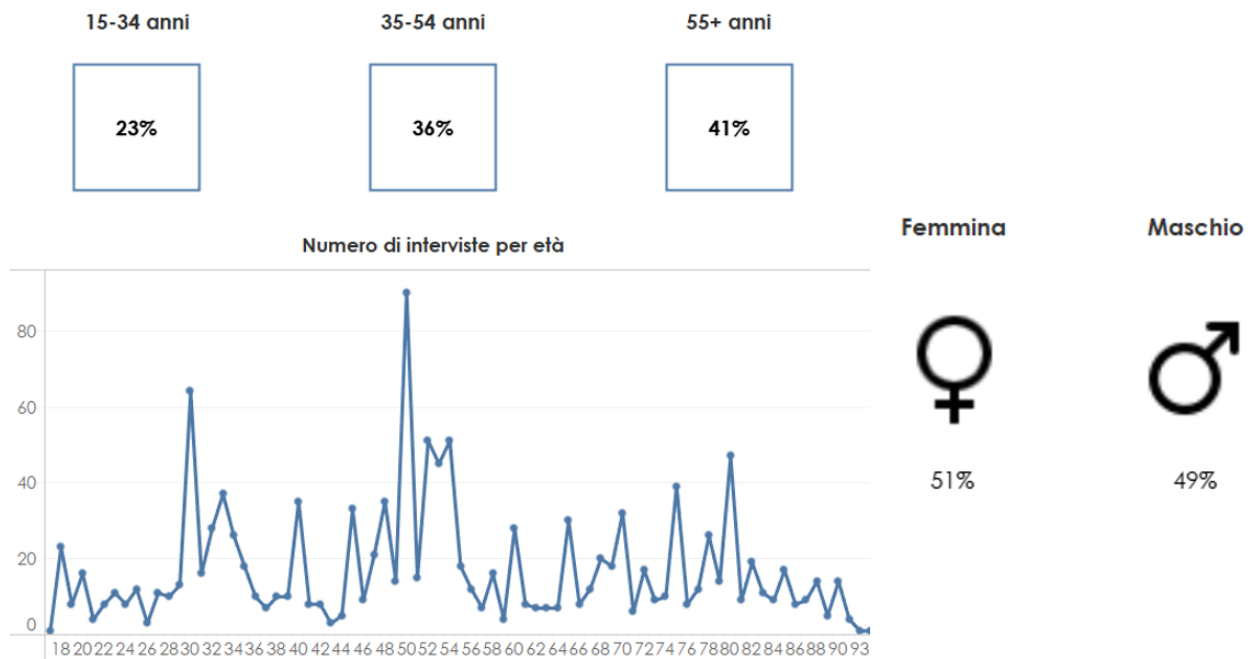 15-34 anni 35-54 anni 55+ anni
23% 36% 41%
Numero di interviste per età
80
60
40
20
0
18 20 22 24 26 28 30 32 34 36 38 40 42 44 46 48 50 52 54 56 58 60 62 64 66 68 70 72 74 76 78 80 82 84 86 88 90 93
Femmina Maschio
51% 49%